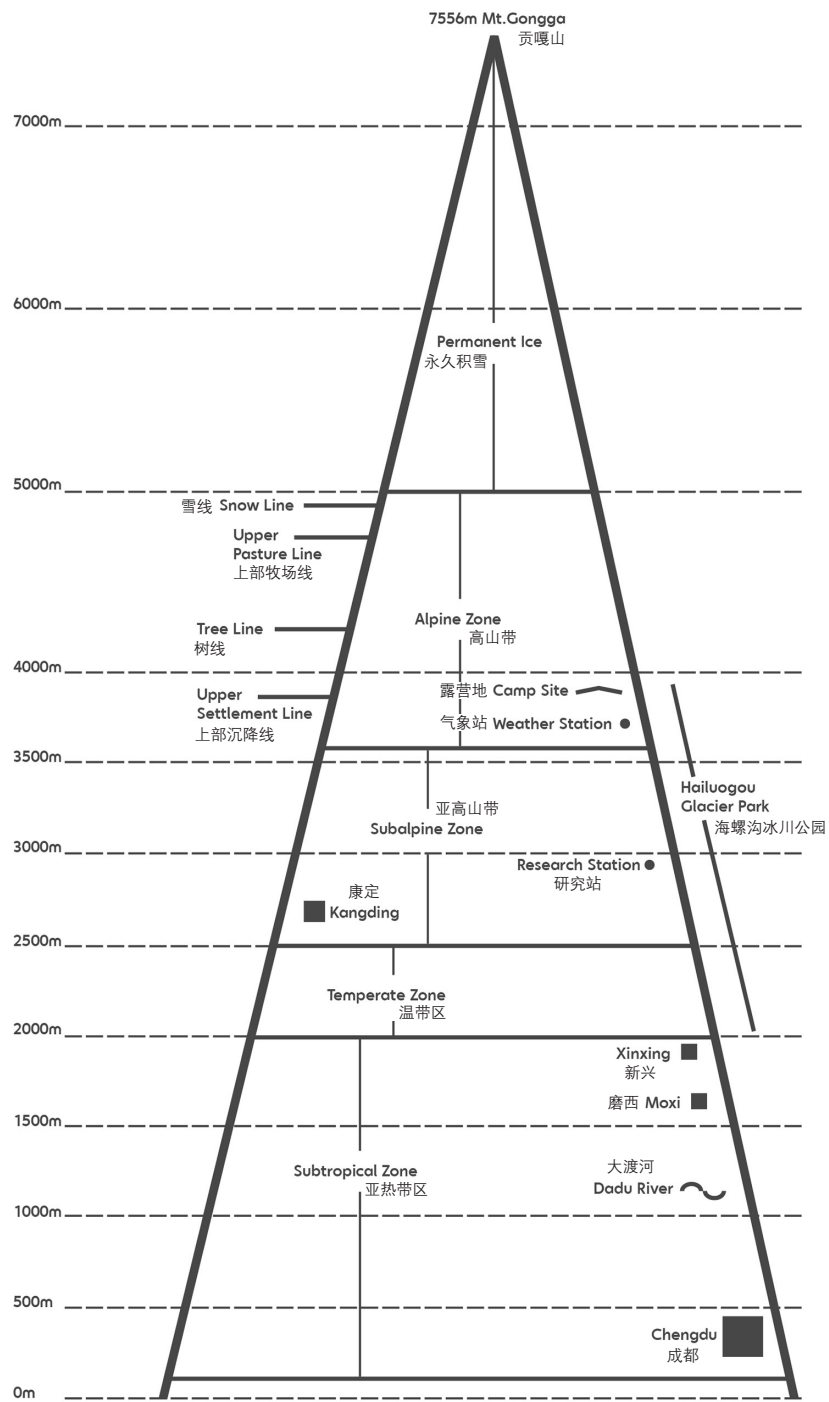 7556m Mt.Gongga
贡嘎山
7000m
6000m
Permanent Ice
永久积雪
5000m
雪线 Snow Line
Upper
Pasture Line
上部牧场线
Alpine Zone
高山带
Tree Line
树线
4000m
露营地 Camp Site
Upper
Settlement Line
上部沉降线
气象站 Weather Station
3500m
Hailuogou
Glacier Park
海螺沟冰川公园
亚高山带
Subalpine Zone
3000m
Research Station
研究站
康定
Kangding
2500m
Temperate Zone
温带区
2000m
Xinxing
新兴
磨西 Moxi
1500m
Subtropical Zone
亚热带区
大渡河
Dadu River
1000m
500m
Chengdu
成都
0m